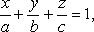 x/a + y/b + z/c = 1,